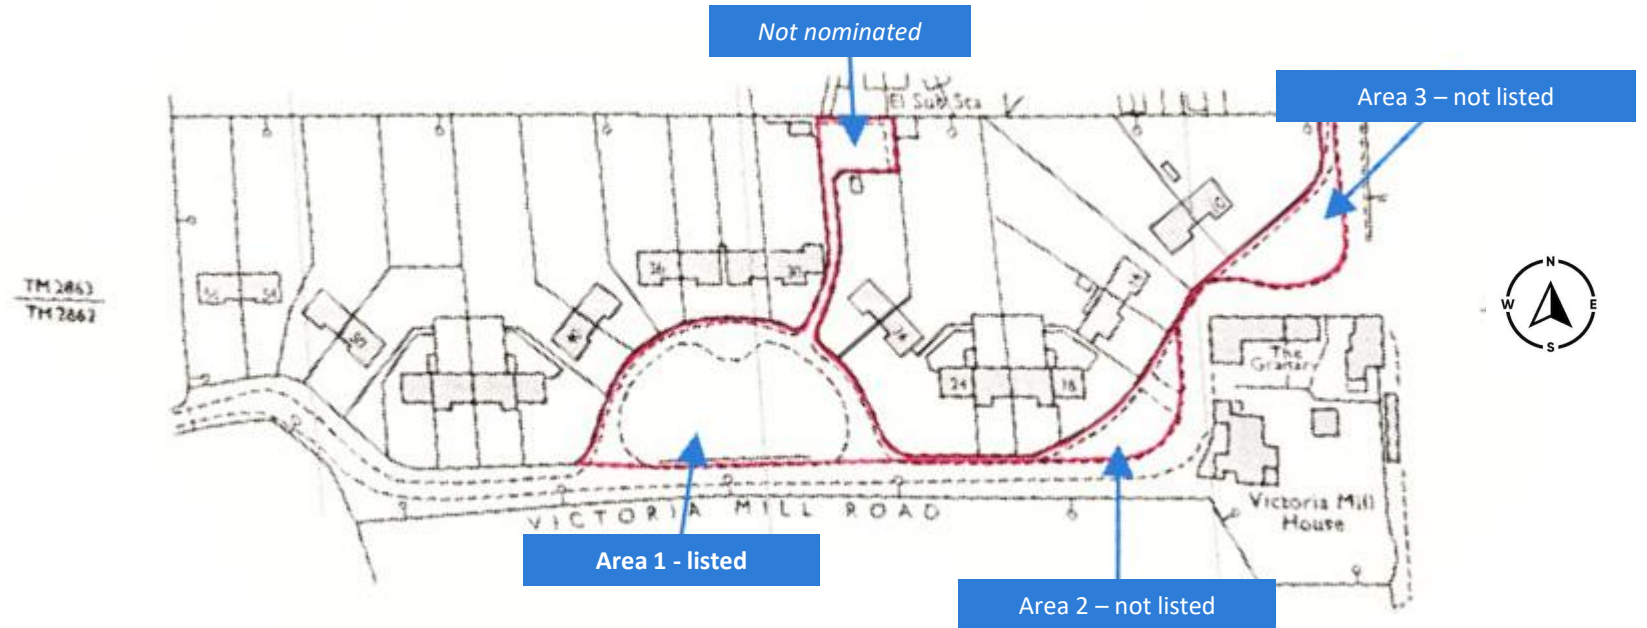 Not nominated
El Sub Sta
Area 3 – not listed
TM 2863
TM 2862
N
W E
S
36
30
24
18
The
Granary
Victoria Mill
House
VICTORIA MILL ROAD
Area 1 - listed
Area 2 – not listed